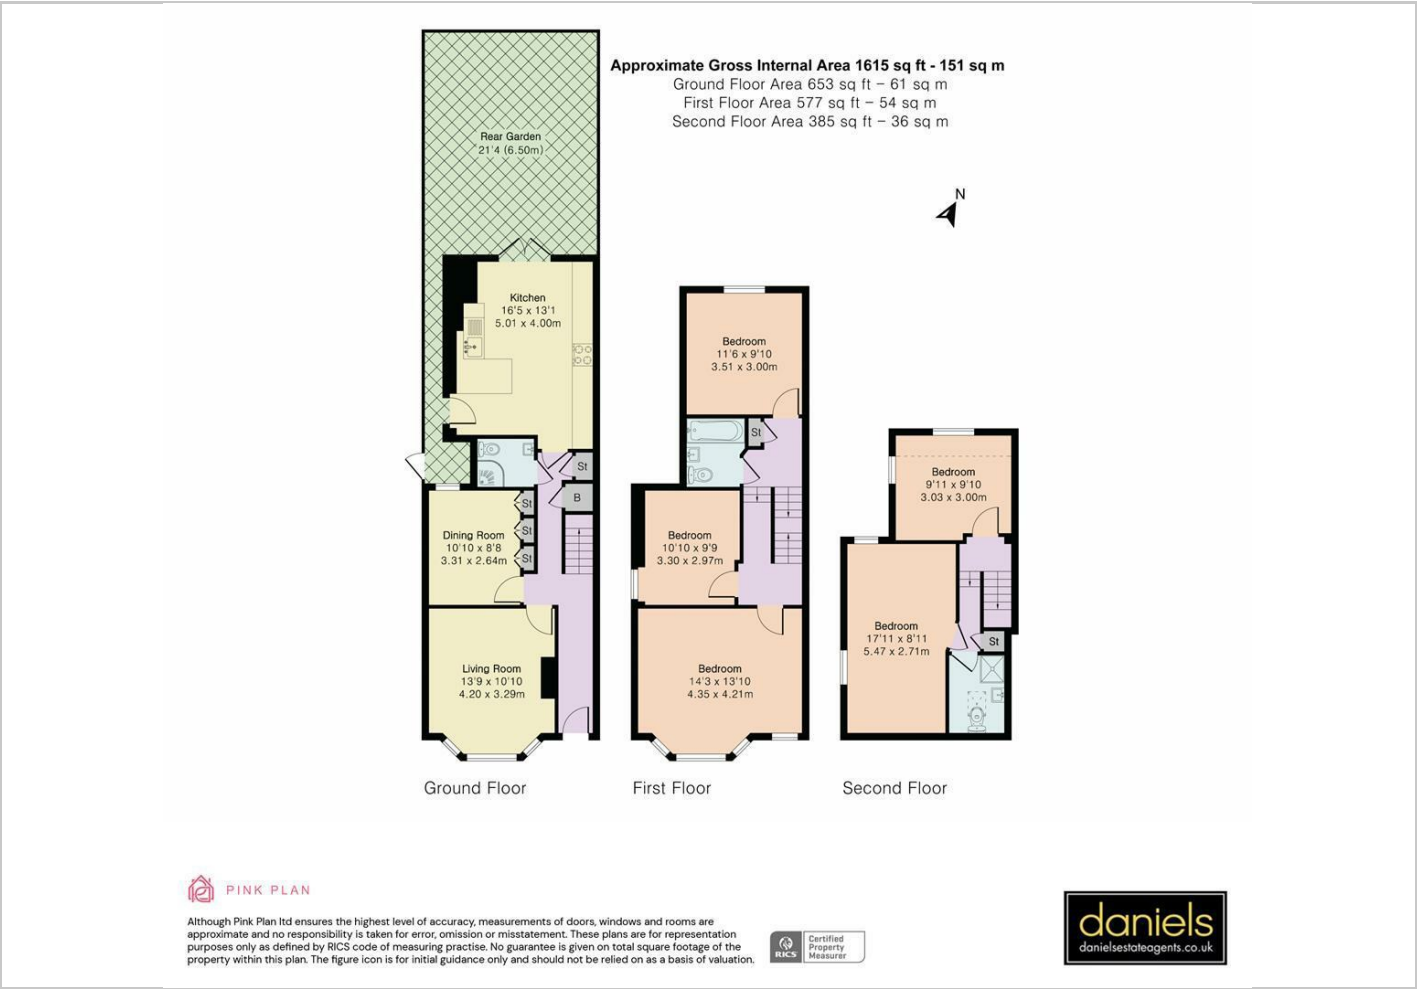 Approximate Gross Internal Area 1615 sq ft - 151 sq m
Ground Floor Area 653 sq ft – 61 sq m
First Floor Area 577 sq ft – 54 sq m
Second Floor Area 385 sq ft – 36 sq m
N
Rear Garden
21'4 (6.50m)
Kitchen
16'5 x 13'1
5.01 x 4.00m
St
B
St
St
St
Dining Room
10'10 x 8'8
3.31 x 2.64m
Living Room
13'9 x 10'10
4.20 x 3.29m
Ground Floor
Bedroom
11'6 x 9'10
3.51 x 3.00m
St
Bedroom
10'10 x 9'9
3.30 x 2.97m
Bedroom
14'3 x 13'10
4.35 x 4.21m
First Floor
Bedroom
9'11 x 9'10
3.03 x 3.00m
Bedroom
17'11 x 8'11
5.47 x 2.71m
St
Second Floor
PINK PLAN
Although Pink Plan ltd ensures the highest level of accuracy, measurements of doors, windows and rooms are
approximate and no responsibility is taken for error, omission or misstatement. These plans are for representation
purposes only as defined by RICS code of measuring practise. No guarantee is given on total square footage of the
property within this plan. The figure icon is for initial guidance only and should not be relied on as a basis of valuation.
RICS
Certified
Property
Measurer
daniels
danielsestateagents.co.uk